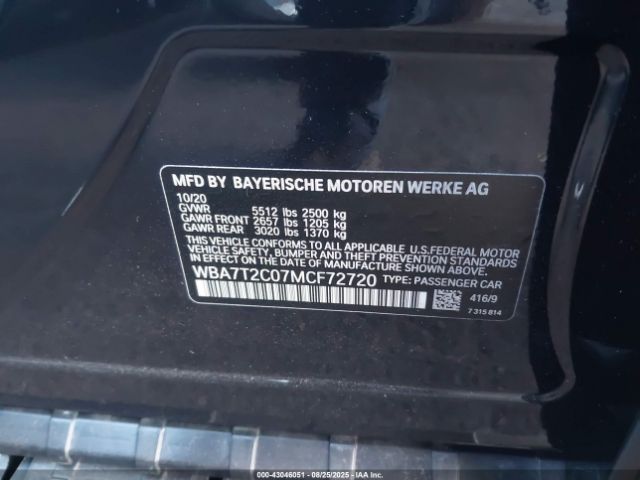 MFD BY BAYERISCHE MOTOREN WERKE AG
10/20
GVWR 5512 lbs 2500 kg
GAWR FRONT 2657 lbs 1205 kg
GAWR REAR 3020 lbs 1370 kg
THIS VEHICLE CONFORMS TO ALL APPLICABLE U.S.FEDERAL MOTOR
VEHICLE SAFETY, BUMPER AND THEFT PREVENTION STANDARDS
IN EFFECT ON THE DATE OF MANUFACTURE SHOWN ABOVE.
WBA7T2C07MCF72720 TYPE: PASSENGER CAR
416/9
7 315 814
000-43046051 - 08/25/2025 - COPYRIGHT IAA